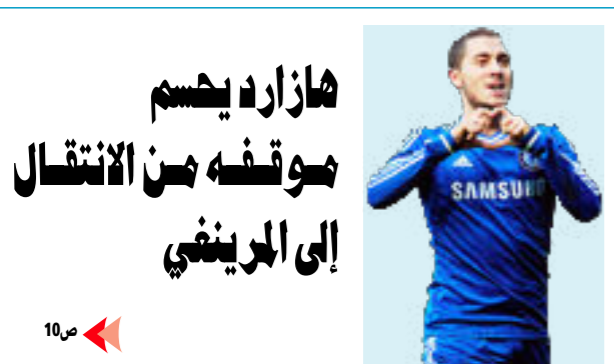 هازارد يحسم
موقفه من الانتقال
إلى المرينغي
ص10
SAMSUNG